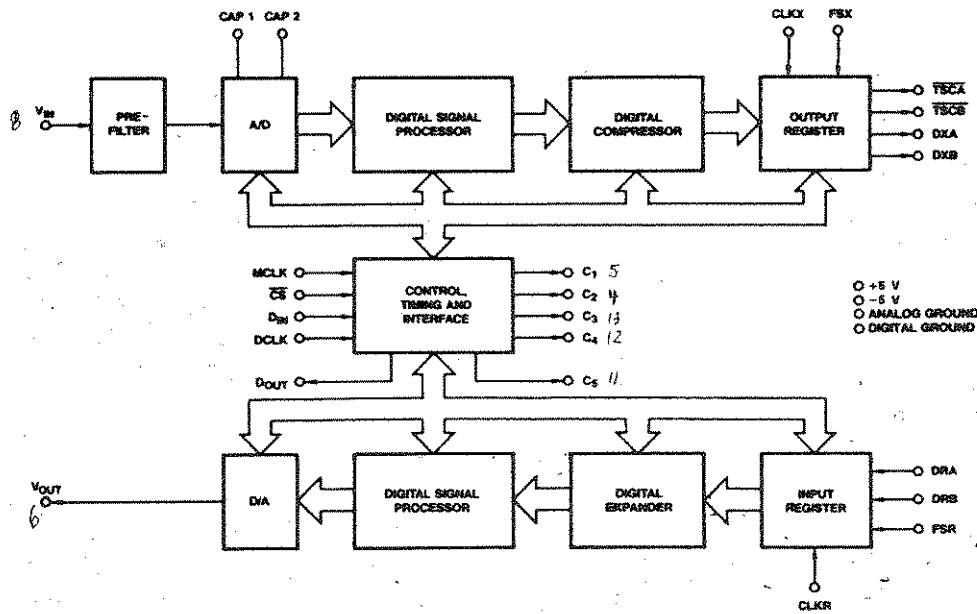 CAP 1 CAP 2
CLKX FSX
8 VIN
PRE-
FILTER
A/D
DIGITAL SIGNAL
PROCESSOR
DIGITAL
COMPRESSOR
OUTPUT
REGISTER
TSCA
TSCB
DXA
DXB
MCLK
CS
DIN
DCLK
DOUT
CONTROL,
TIMING AND
INTERFACE
C1 5
C2 4
C3 13
C4 12
C5 11
+5 V
-5 V
ANALOG GROUND
DIGITAL GROUND
VOUT
6
D/A
DIGITAL SIGNAL
PROCESSOR
DIGITAL
EXPANDER
INPUT
REGISTER
DRA
DRB
FSR
CLKR